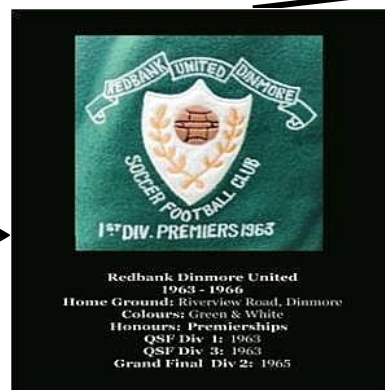 REDBANK UNITED DINMORE
SOCCER FOOTBALL CLUB
1ST DIV. PREMIERS 1963
Redbank Dinmore United
1963 - 1966
Home Ground: Riverview Road, Dinmore
Colours: Green & White
Honours: Premierships
QSF Div 1: 1963
QSF Div 3: 1963
Grand Final Div 2: 1965